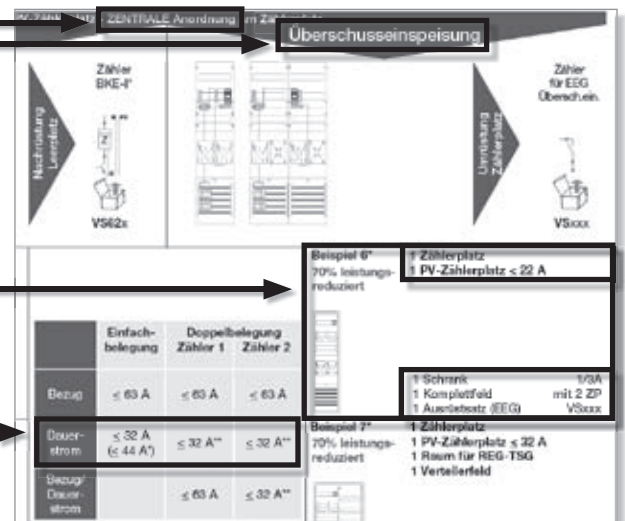 ZENTRALE Anordnung am Zählerplatz
Überschusseinspeisung
Zähler
BKE-I*
Nachrüstung
Leerplatz
Z
VS62x
Umrüstung
Zählerplatz
Zähler
für EEG
Übersch.ein.
VSxxx
Beispiel 6*
70% leistungs-
reduziert
1 Zählerplatz
1 PV-Zählerplatz < 22 A
1 Schrank 1/3A
1 Komplettfeld mit 2 ZP
1 Ausrüstsatz (EEG) VSxxx
Einfach-
belegung
Doppelbelegung
Zähler 1 Zähler 2
Bezug ≤ 63 A ≤ 63 A ≤ 63 A
Dauer-
strom
≤ 32 A
(≤ 44 A*)
≤ 32 A** ≤ 32 A**
Bezug/
Dauer-
strom
≤ 63 A ≤ 32 A**
Beispiel 7*
70% leistungs-
reduziert
1 Zählerplatz
1 PV-Zählerplatz ≤ 32 A
1 Raum für REG-TSG
1 Verteilerfeld